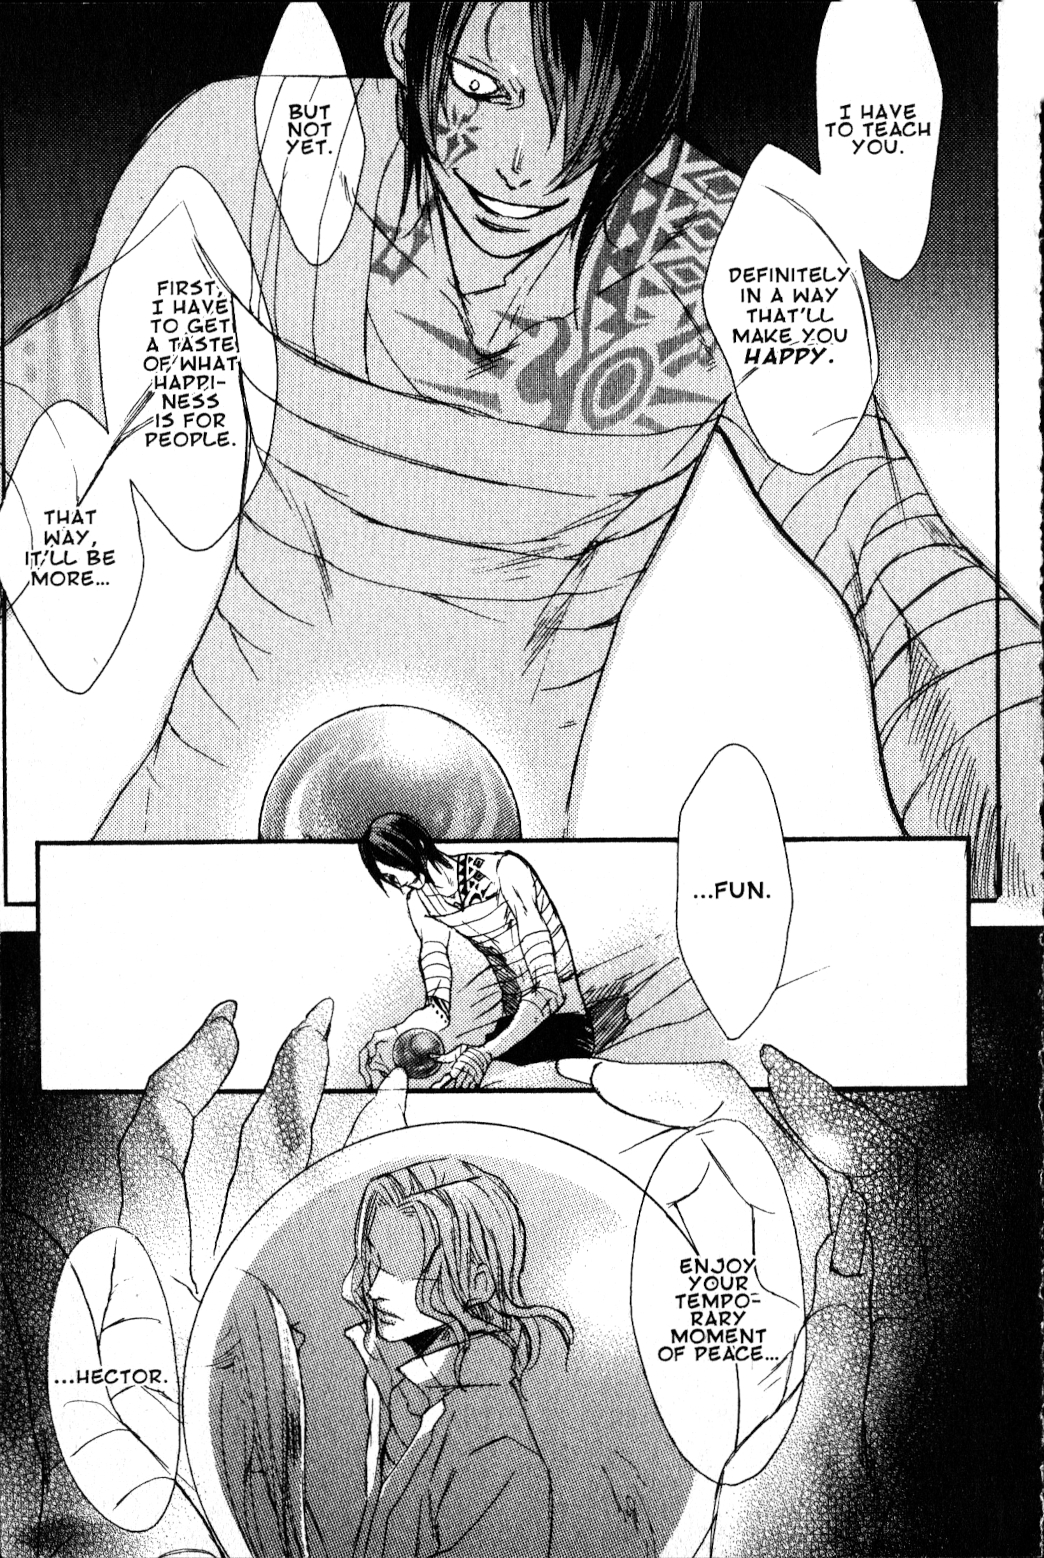 I HAVE
TO TEACH
YOU.
DEFINITELY
IN A WAY
THAT'LL
MAKE YOU
HAPPY.
BUT
NOT
YET.
FIRST,
I HAVE
TO GET
A TASTE
OF WHAT
HAPPI-
NESS
IS FOR
PEOPLE.
THAT
WAY,
IT'LL BE
MORE...
...FUN.
ENJOY
YOUR
TEMPO-
RARY
MOMENT
OF PEACE...
...HECTOR.